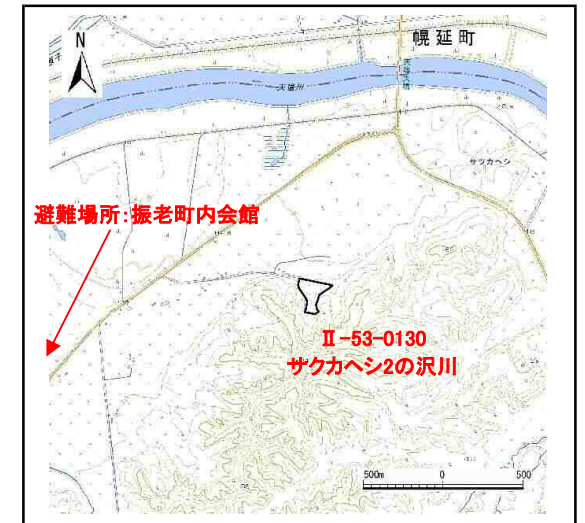 N
幌延町
天塩川
サツカヘシ
避難場所:振老町内会館
Ⅱ-53-0130
サクカヘシ2の沢川
500m 0 500